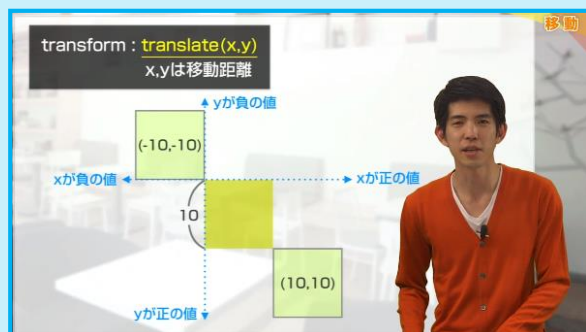 移動
transform : translate(x,y)
x,yは移動距離
yが負の値
(-10,-10)
xが負の値
xが正の値
10
(10,10)
yが正の値